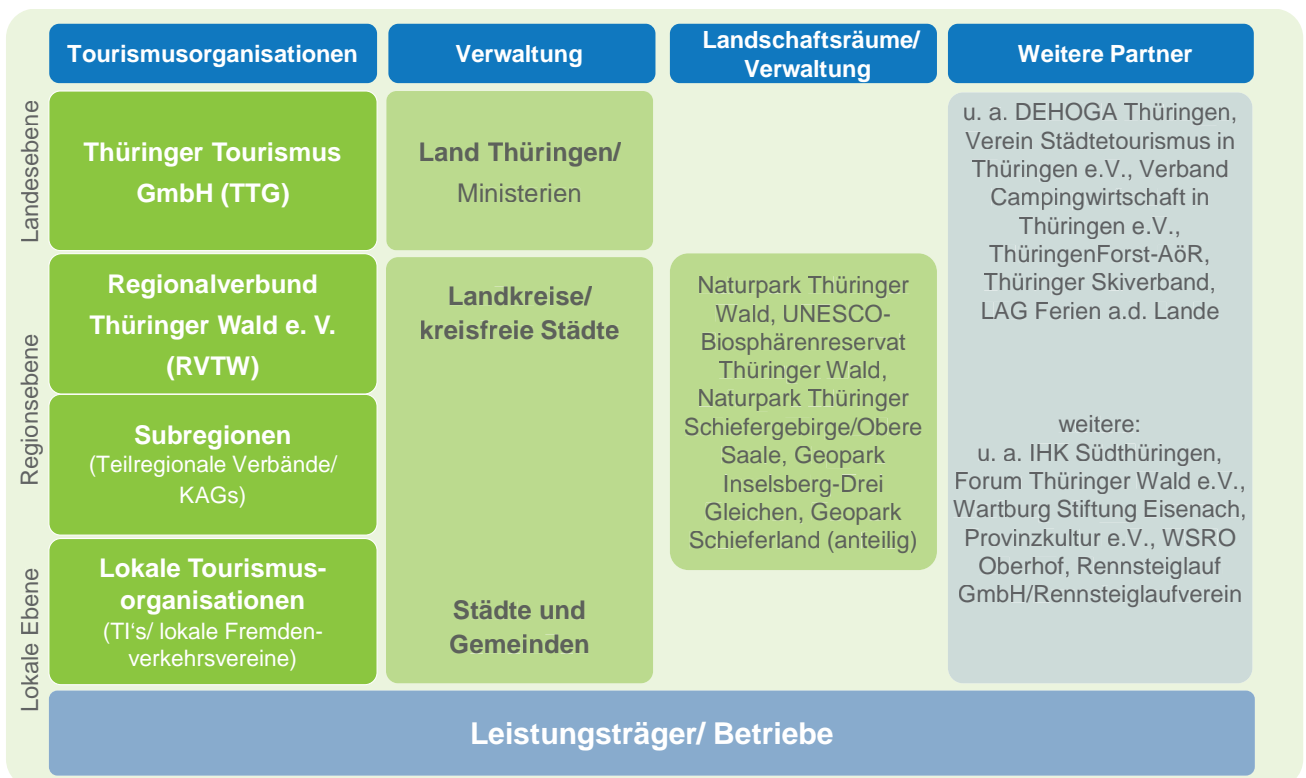 Tourismusorganisationen
Verwaltung
Landschaftsräume/
Verwaltung
Weitere Partner
Landesebene
Thüringer Tourismus
GmbH (TTG)
Land Thüringen/
Ministerien
u. a. DEHOGA Thüringen,
Verein Städtetourismus in
Thüringen e.V., Verband
Campingwirtschaft in
Thüringen e.V.,
ThüringenForst-AöR,
Thüringer Skiverband,
LAG Ferien a.d. Lande
Regionsebene
Regionalverbund
Thüringer Wald e. V.
(RVTW)
Subregionen
(Teilregionale Verbände/
KAGs)
Landkreise/
kreisfreie Städte
Naturpark Thüringer
Wald, UNESCO-
Biosphärenreservat
Thüringer Wald,
Naturpark Thüringer
Schiefergebirge/Obere
Saale, Geopark
Inselsberg-Drei
Gleichen, Geopark
Schieferland (anteilig)
weitere:
u. a. IHK Südthüringen,
Forum Thüringer Wald e.V.,
Wartburg Stiftung Eisenach,
Provinzkultur e.V., WSRO
Oberhof, Rennsteiglauf
GmbH/Rennsteiglaufverein
Lokale Ebene
Lokale Tourismus-
organisationen
(TI‘s/ lokale Fremden-
verkehrsvereine)
Städte und
Gemeinden
Leistungsträger/ Betriebe